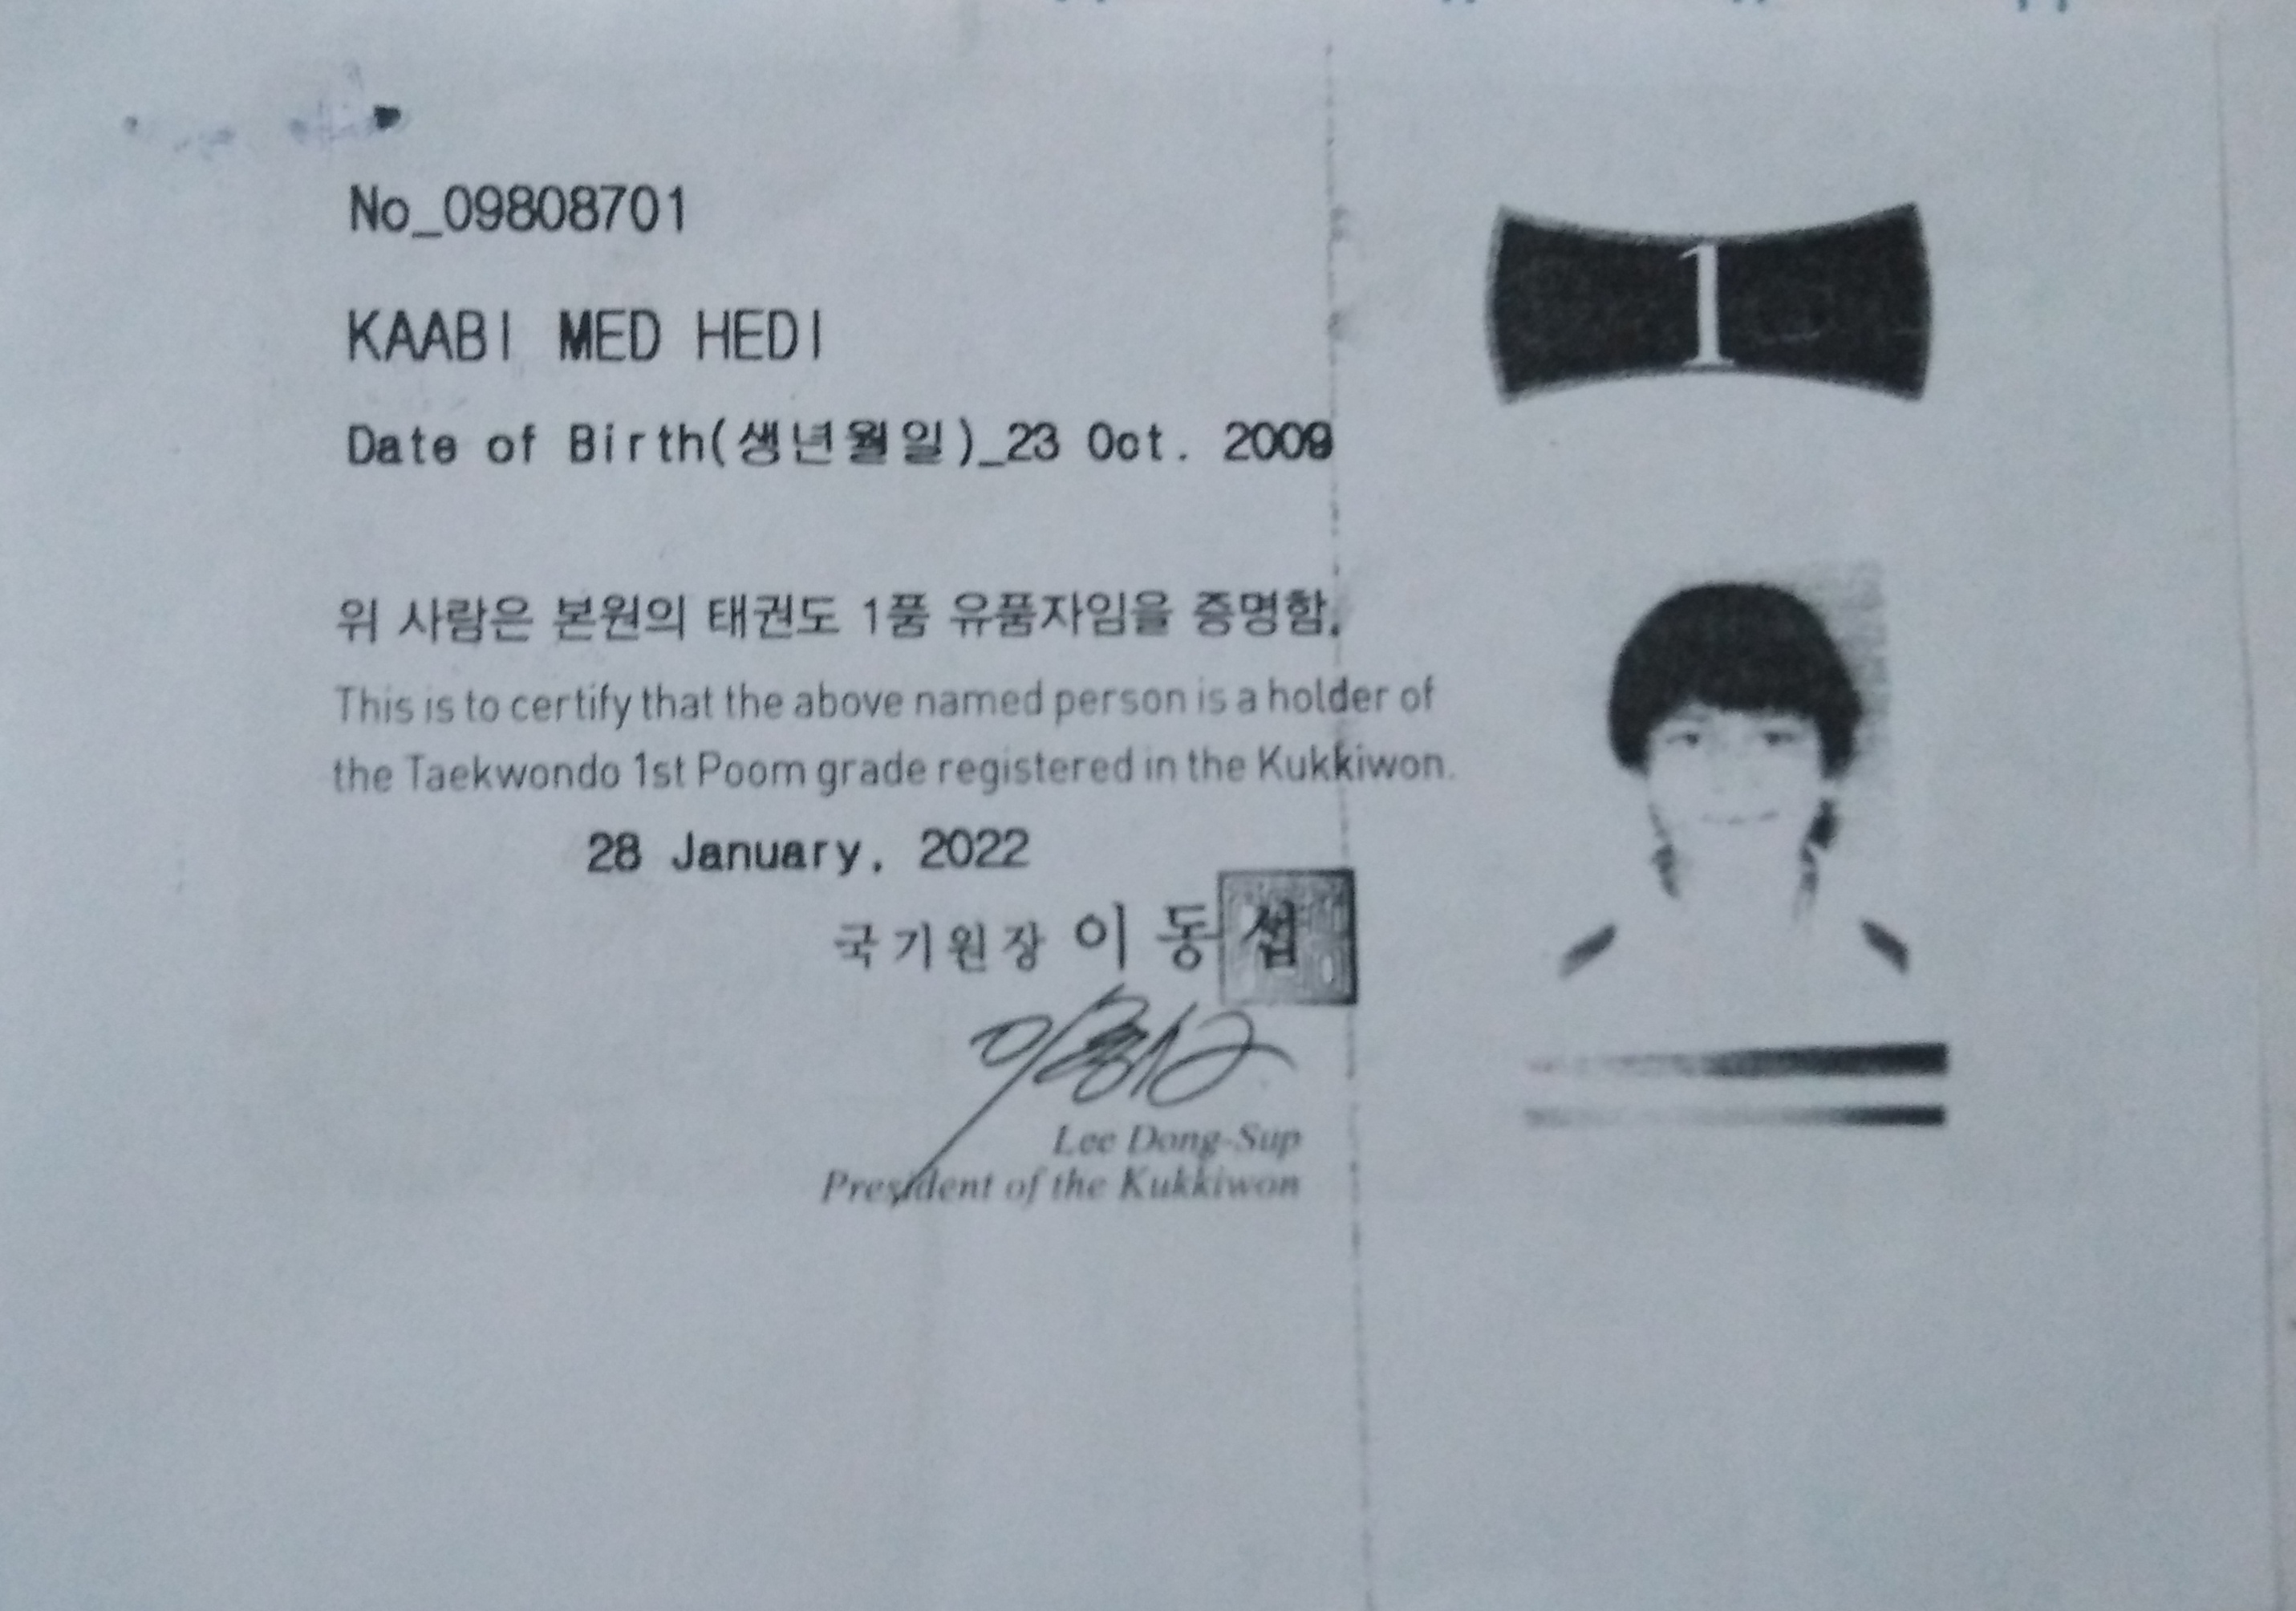 No_09808701
1
KAABI MED HEDI
Date of Birth(생년월일)_23 Oct. 2009
위 사람은 본원의 태권도 1품 유품자임을 증명함.
This is to certify that the above named person is a holder of
the Taekwondo 1st Poom grade registered in the Kukkiwon.
28 January, 2022
국기원장 이동섭
Lee Dong-Sup
President of the Kukkiwon